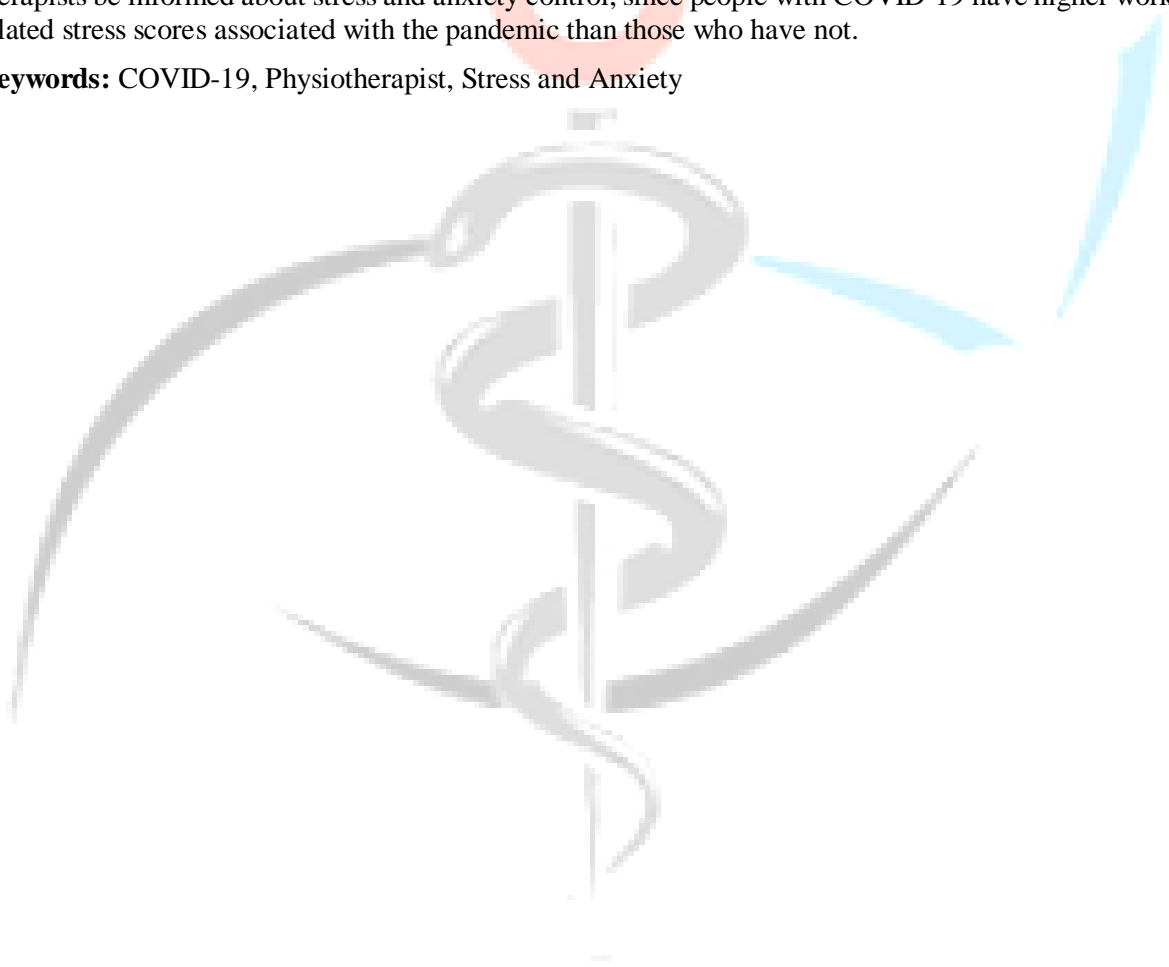 erapists be informed about stress and anxiety control, since people with COVID-19 have higher work
lated stress scores associated with the pandemic than those who have not.
eywords: COVID-19, Physiotherapist, Stress and Anxiety